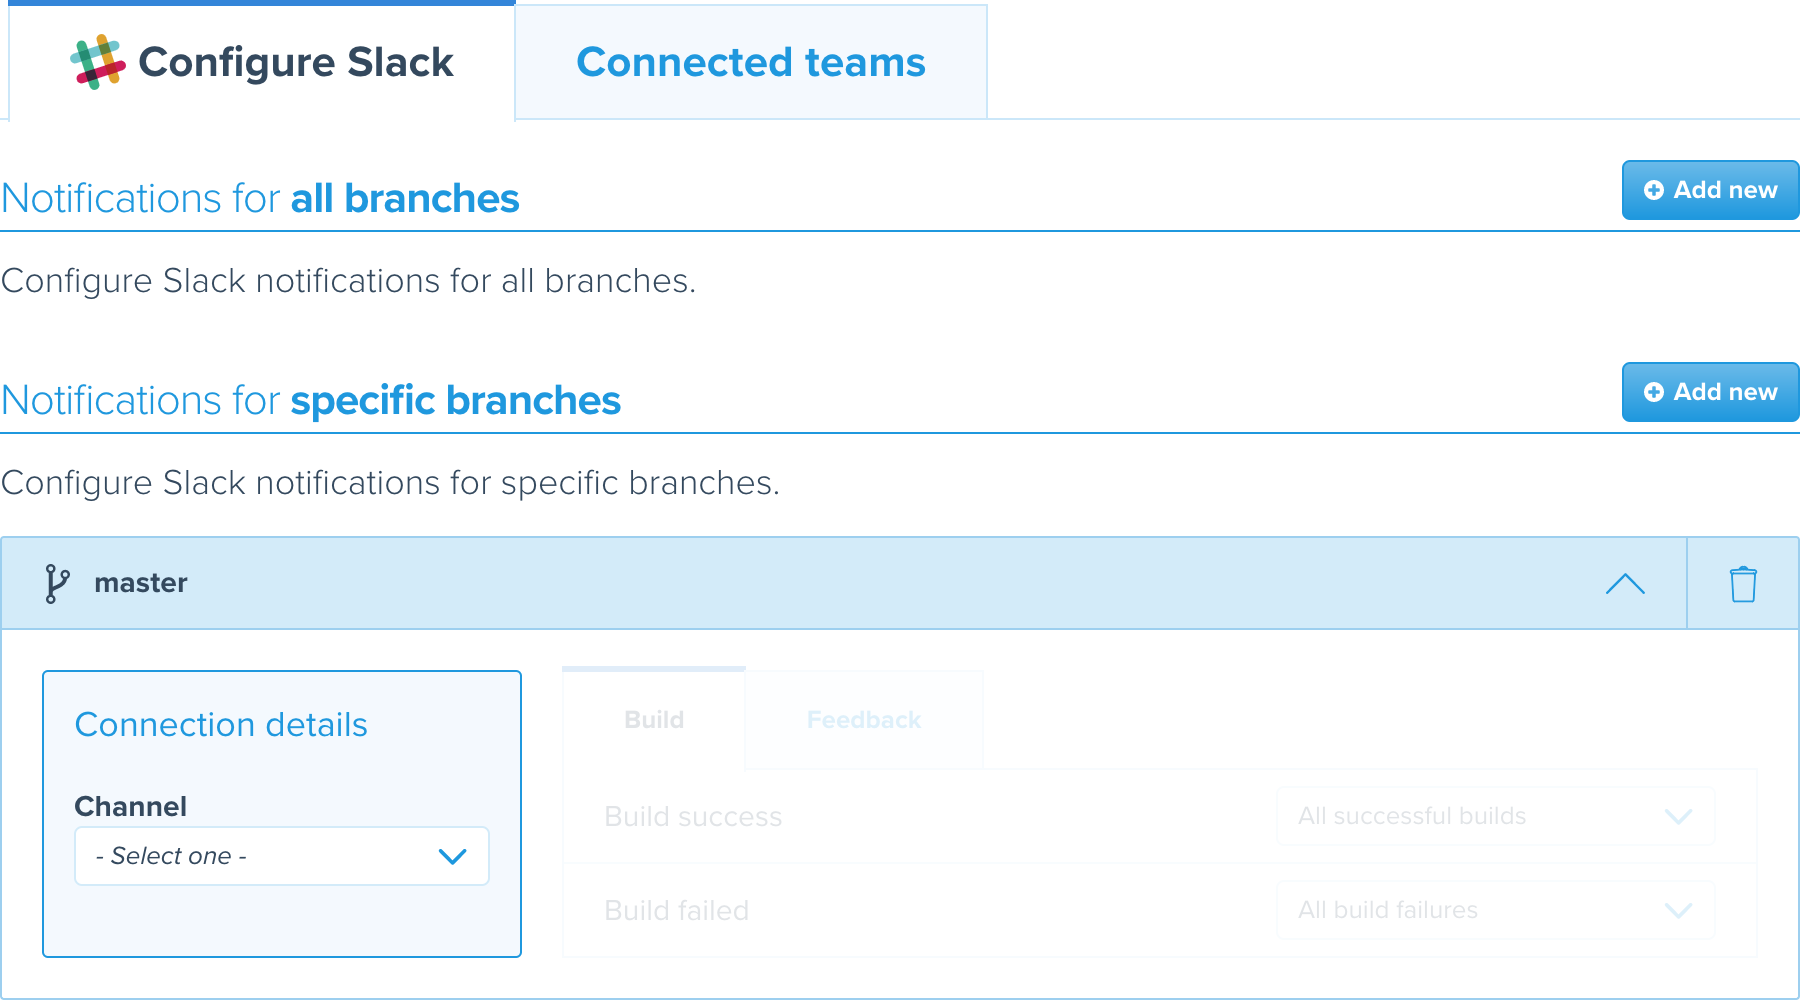 Configure Slack
Connected teams
Notifications for all branches
Add new
Configure Slack notifications for all branches.
Notifications for specific branches
Add new
Configure Slack notifications for specific branches.
master
Connection details
Channel
- Select one -
Build
Feedback
Build success
All successful builds
Build failed
All build failures